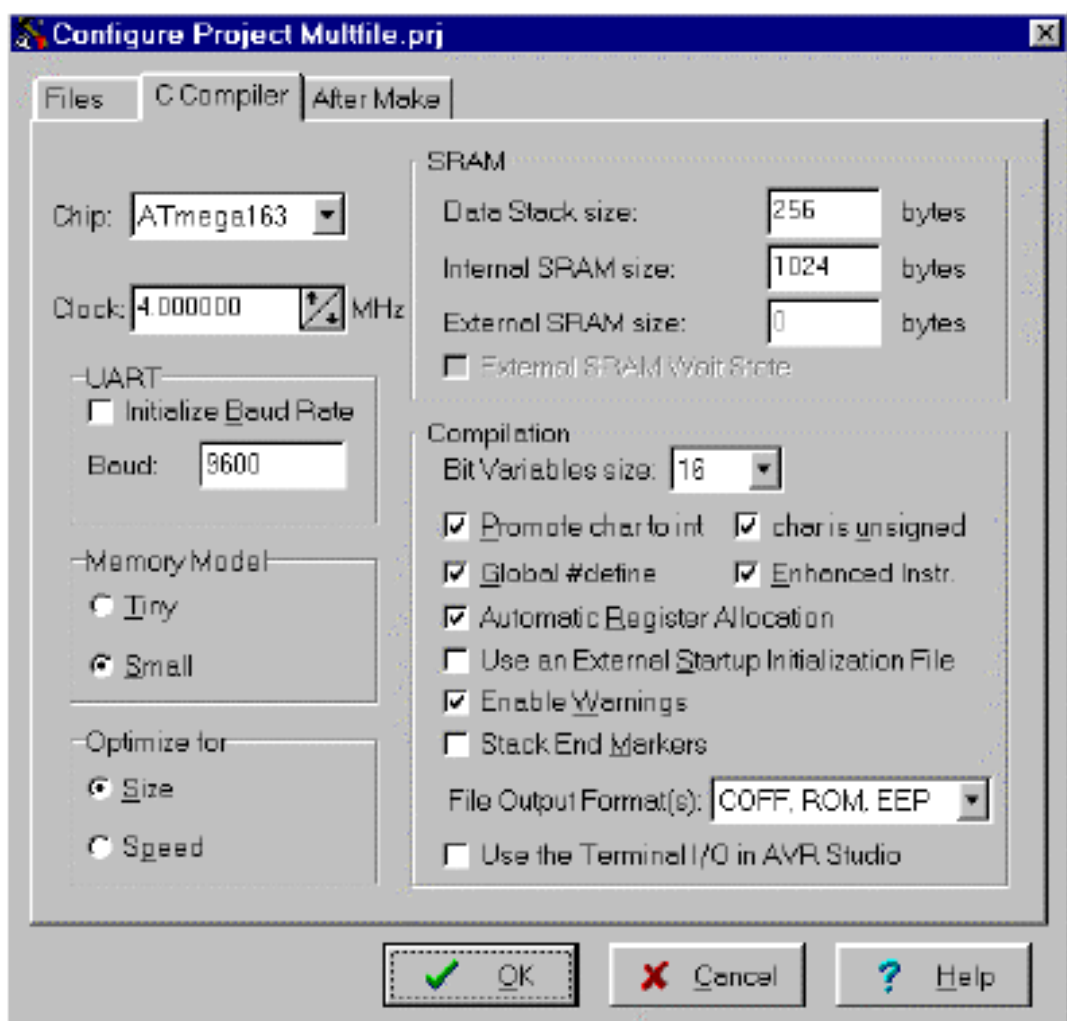 Configure Project Multfile.prj
Files C Compiler After Make
Chip: ATmega163
Clock: 4.000000 MHz
UART
Initialize Baud Rate
Baud: 9600
Memory Model
Tiny
Small
Optimize for
Size
Speed
SRAM
Data Stack size: 256 bytes
Internal SRAM size: 1024 bytes
External SRAM size: 0 bytes
External SRAM Wait State
Compilation
Bit Variables size: 16
Promote char to int char is unsigned
Global #define Enhanced Instr.
Automatic Register Allocation
Use an External Startup Initialization File
Enable Warnings
Stack End Markers
File Output Format(s): COFF, ROM, EEP
Use the Terminal I/O in AVR Studio
OK Cancel Help